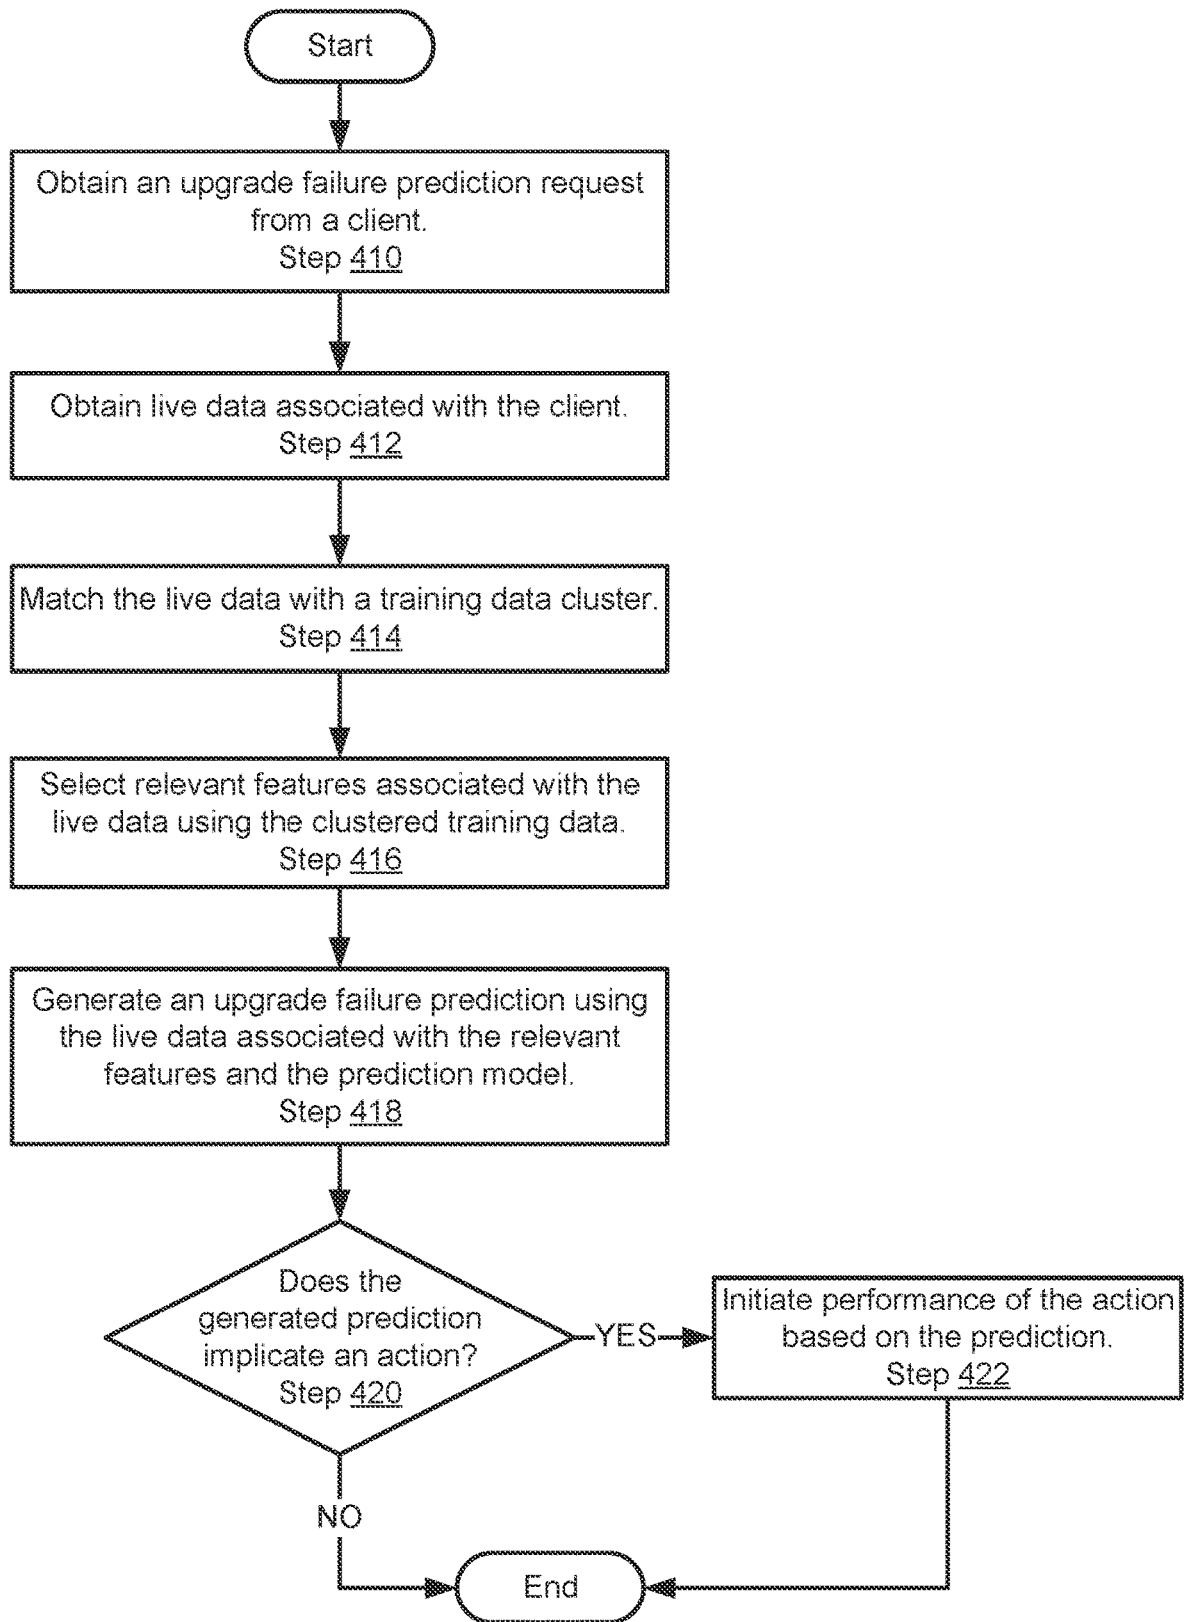 Start
Obtain an upgrade failure prediction request
from a client.
Step 410
Obtain live data associated with the client.
Step 412
Match the live data with a training data cluster.
Step 414
Select relevant features associated with the
live data using the clustered training data.
Step 416
Generate an upgrade failure prediction using
the live data associated with the relevant
features and the prediction model.
Step 418
Does the
generated prediction
implicate an action?
Step 420
YES
Initiate performance of the action
based on the prediction.
Step 422
NO
End